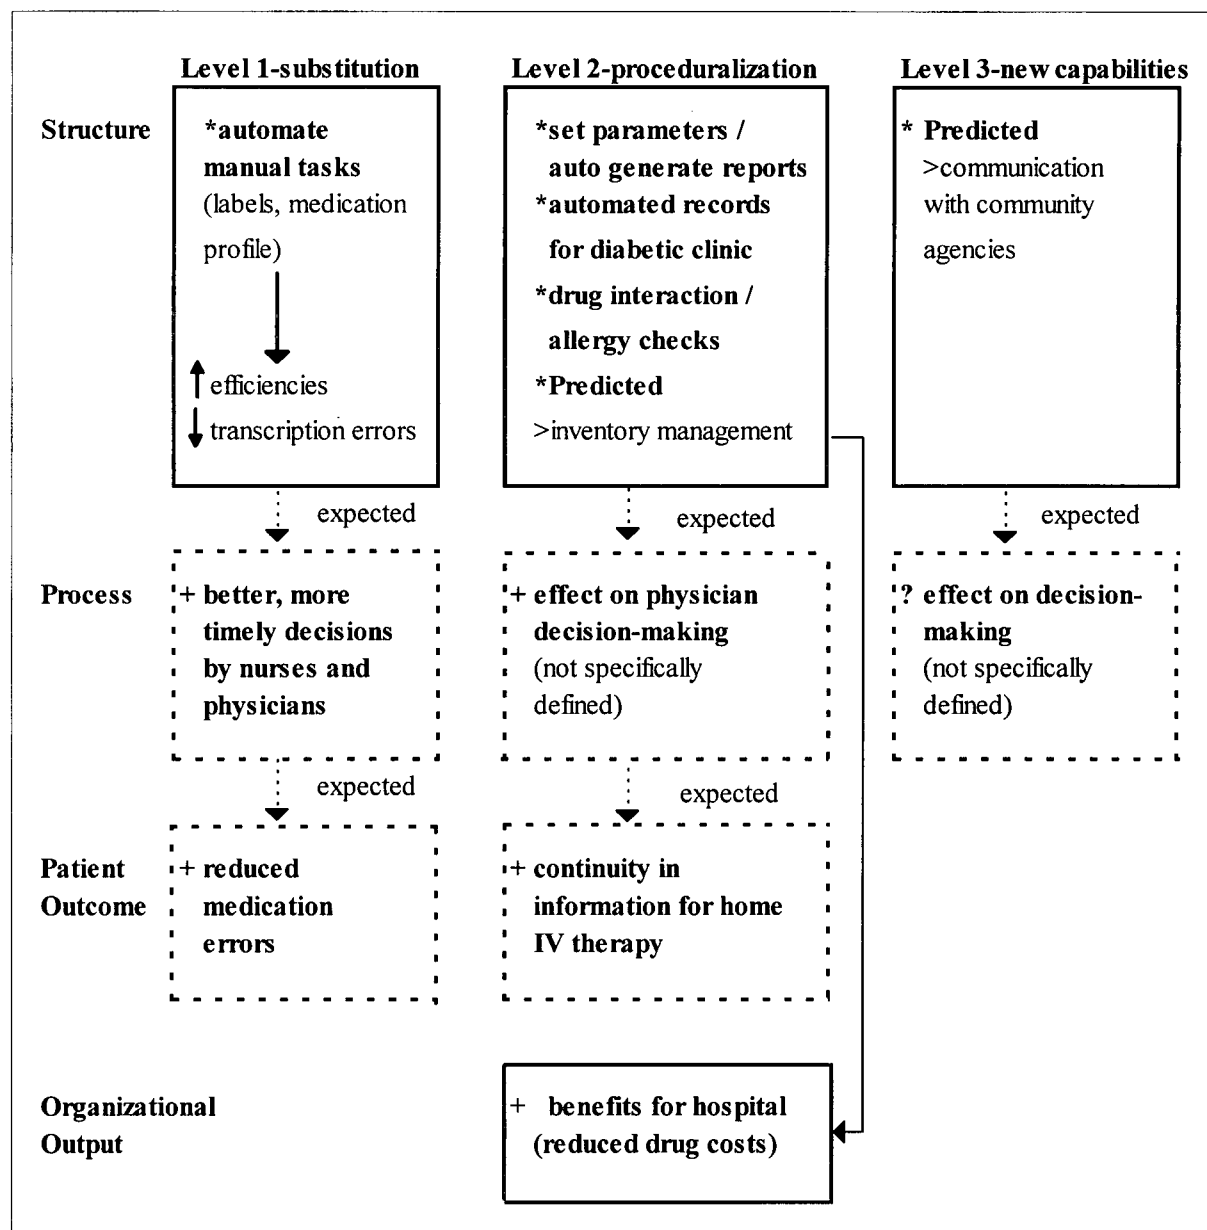 Level 1-substitution
Level 2-proceduralization
Level 3-new capabilities
Structure
*automate
manual tasks
(labels, medication
profile)
efficiencies
transcription errors
*set parameters /
auto generate reports
*automated records
for diabetic clinic
*drug interaction /
allergy checks
*Predicted
>inventory management
* Predicted
>communication
with community
agencies
expected
expected
expected
Process
+ better, more
timely decisions
by nurses and
physicians
+ effect on physician
decision-making
(not specifically
defined)
? effect on decision-
making
(not specifically
defined)
expected
expected
Patient
Outcome
+ reduced
medication
errors
+ continuity in
information for home
IV therapy
Organizational
Output
+ benefits for hospital
(reduced drug costs)